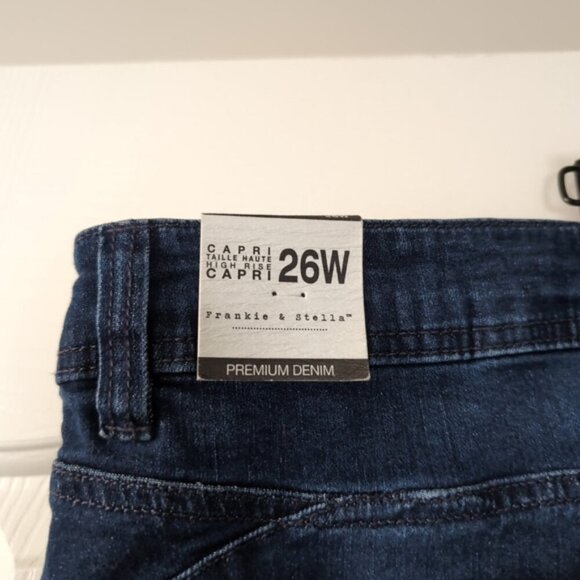 CAPRI
TAILLE HAUTE
HIGH RISE
CAPRI
26W
Frankie & Stella™
PREMIUM DENIM